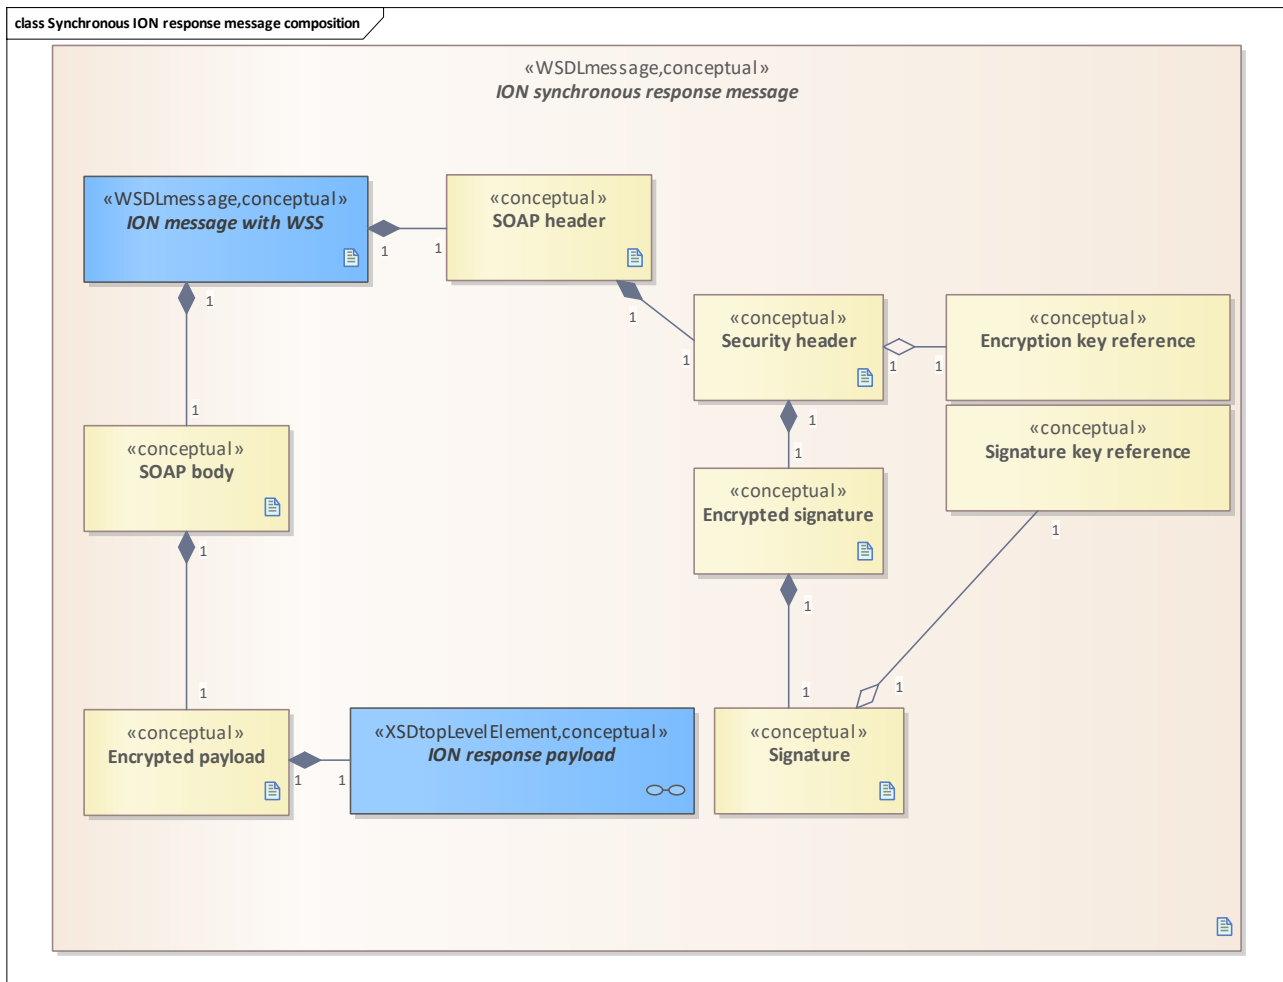 class Synchronous ION response message composition
«WSDLmessage,conceptual»
ION synchronous response message
«WSDLmessage,conceptual»
ION message with WSS
1
1
«conceptual»
SOAP header
1
1
«conceptual»
Security header
1
1
«conceptual»
Encryption key reference
«conceptual»
Signature key reference
1
1
1
1
«conceptual»
SOAP body
1
1
«conceptual»
Encrypted signature
1
1
1
1
«conceptual»
Encrypted payload
1
1
«XSDtopLevelElement,conceptual»
ION response payload
«conceptual»
Signature
1
1